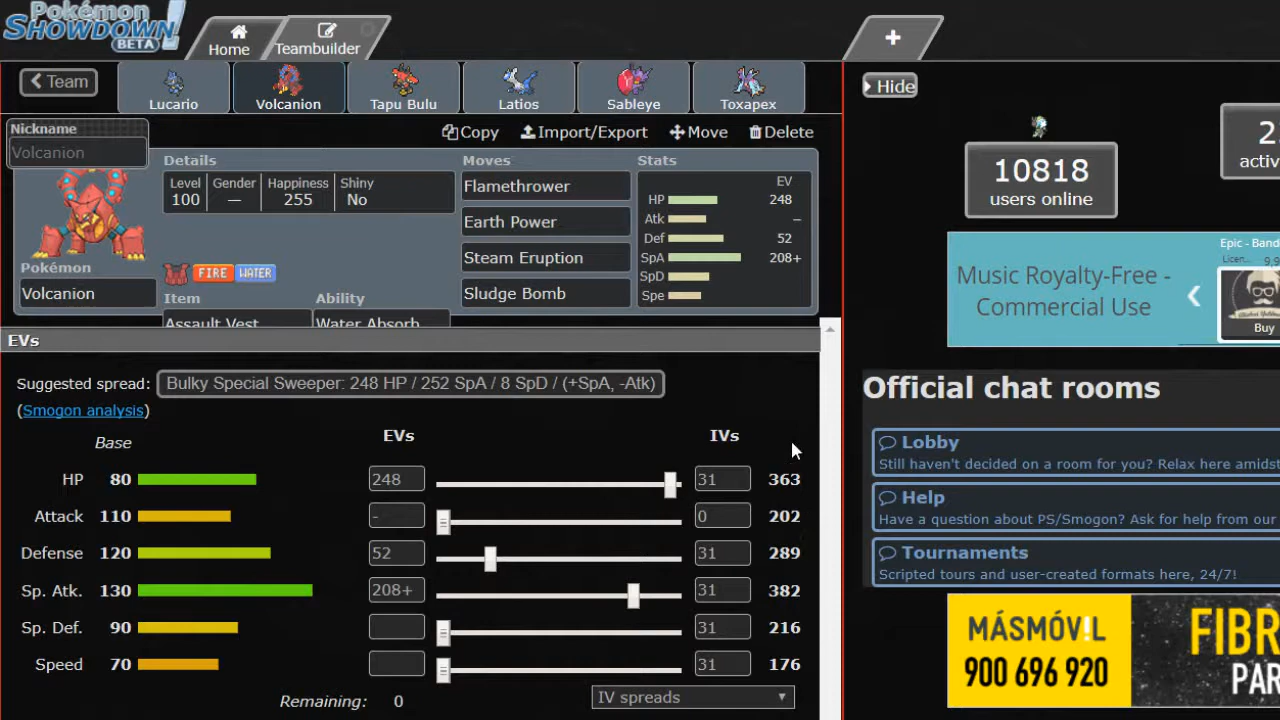 Pokémon
SHOWDOWN!
BETA
Home
Teambuilder
+
Team
Lucario
Volcanion
Tapu Bulu
Latios
Sableye
Toxapex
Hide
Nickname
Volcanion
Copy
Import/Export
Move
Delete
Details
Moves
Stats
Level
100
Gender
—
Happiness
255
Shiny
No
Flamethrower
Earth Power
Steam Eruption
Sludge Bomb
EV
HP 248
Atk –
Def 52
SpA 208+
SpD
Spe
FIRE WATER
Pokémon
Volcanion
Item
Assault Vest
Ability
Water Absorb
EVs
Suggested spread: Bulky Special Sweeper: 248 HP / 252 SpA / 8 SpD / (+SpA, -Atk)
(Smogon analysis)
Base EVs IVs
HP 80 248 31 363
Attack 110 - 0 202
Defense 120 52 31 289
Sp. Atk. 130 208+ 31 382
Sp. Def. 90 31 216
Speed 70 31 176
Remaining: 0
IV spreads
10818
users online
2
activ
Music Royalty-Free -
Commercial Use
Epic - Band
Licen... 9,9
Buy
Official chat rooms
Lobby
Still haven't decided on a room for you? Relax here amidst
Help
Have a question about PS/Smogon? Ask for help from our
Tournaments
Scripted tours and user-created formats here, 24/7!
MÁSMÓV!L
900 696 920
FIBR
PAR